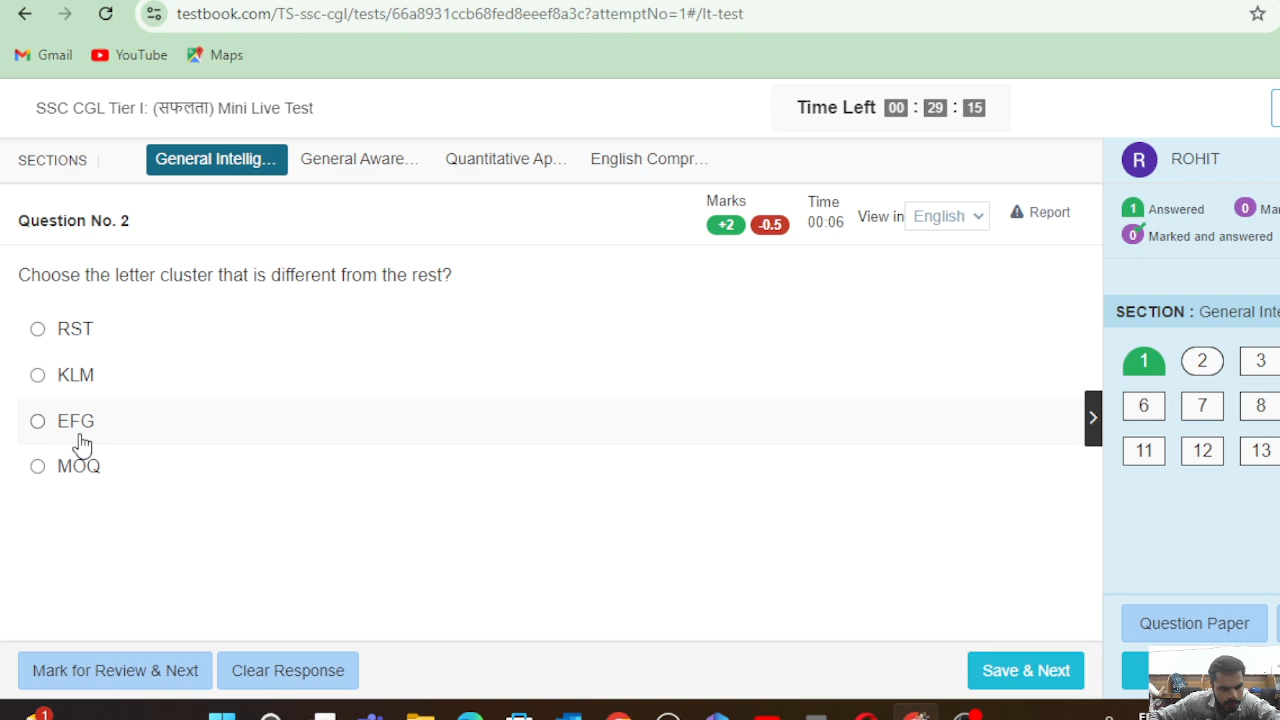 testbook.com/TS-ssc-cgl/tests/66a8931ccb68fed8eeef8a3c?attemptNo=1#/lt-test
Gmail YouTube Maps
SSC CGL Tier I: (सफलता) Mini Live Test
Time Left 00 : 29 : 15
SECTIONS General Intellig... General Aware... Quantitative Ap... English Compr...
R ROHIT
Question No. 2
Marks
+2 -0.5
Time
00:06
View in English
Report
1 Answered 0
0 Marked and answered
Choose the letter cluster that is different from the rest?
RST
KLM
EFG
MOQ
SECTION : General
1 2 3
6 7 8
11 12 13
Question Paper
Mark for Review & Next Clear Response Save & Next
1